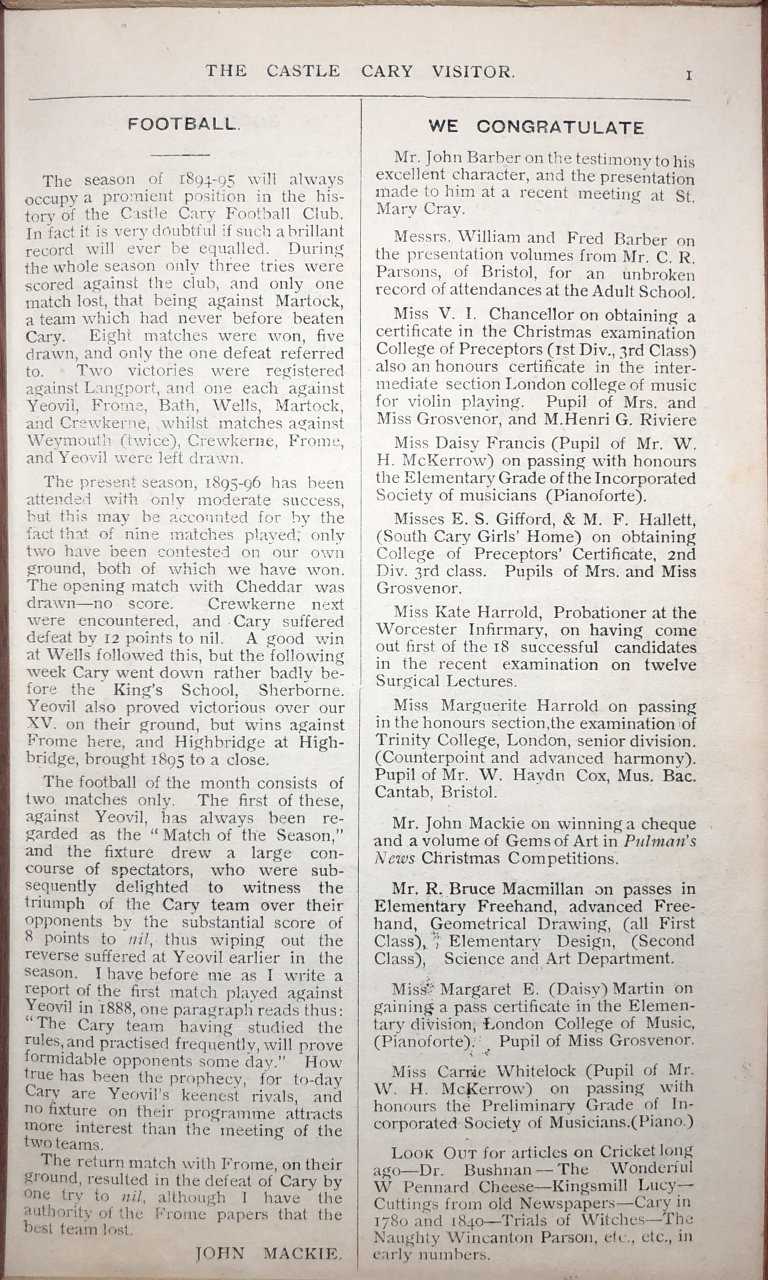 THE CASTLE CARY VISITOR.
1
FOOTBALL.
The season of 1894-95 will always
occupy a promient position in the his-
tory of the Castle Cary Football Club.
In fact it is very doubtful if such a brillant
record will ever be equalled. During
the whole season only three tries were
scored against the club, and only one
match lost, that being against Martock,
a team which had never before beaten
Cary. Eight matches were won, five
drawn, and only the one defeat referred
to. Two victories were registered
against Langport, and one each against
Yeovil, Frome, Bath, Wells, Martock,
and Crewkerne, whilst matches against
Weymouth (twice), Crewkerne, Frome,
and Yeovil were left drawn.
The present season, 1895-96 has been
attended with only moderate success,
but this may be accounted for by the
fact that of nine matches played, only
two have been contested on our own
ground, both of which we have won.
The opening match with Cheddar was
drawn—no score. Crewkerne next
were encountered, and Cary suffered
defeat by 12 points to nil. A good win
at Wells followed this, but the following
week Cary went down rather badly be-
fore the King's School, Sherborne.
Yeovil also proved victorious over our
XV. on their ground, but wins against
Frome here, and Highbridge at High-
bridge, brought 1895 to a close.
The football of the month consists of
two matches only. The first of these,
against Yeovil, has always been re-
garded as the "Match of the Season,"
and the fixture drew a large con-
course of spectators, who were sub-
sequently delighted to witness the
triumph of the Cary team over their
opponents by the substantial score of
8 points to nil, thus wiping out the
reverse suffered at Yeovil earlier in the
season. I have before me as I write a
report of the first match played against
Yeovil in 1888, one paragraph reads thus:
"The Cary team having studied the
rules, and practised frequently, will prove
formidable opponents some day." How
true has been the prophecy, for to-day
Cary are Yeovil's keenest rivals, and
no fixture on their programme attracts
more interest than the meeting of the
two teams.
The return match with Frome, on their
ground, resulted in the defeat of Cary by
one try to nil, although I have the
authority of the Frome papers that the
best team lost.
JOHN MACKIE.
WE CONGRATULATE
Mr. John Barber on the testimony to his
excellent character, and the presentation
made to him at a recent meeting at St.
Mary Cray.
Messrs. William and Fred Barber on
the presentation volumes from Mr. C. R.
Parsons, of Bristol, for an unbroken
record of attendances at the Adult School.
Miss V. I. Chancellor on obtaining a
certificate in the Christmas examination
College of Preceptors (1st Div., 3rd Class)
also an honours certificate in the inter-
mediate section London college of music
for violin playing. Pupil of Mrs. and
Miss Grosvenor, and M.Henri G. Riviere
Miss Daisy Francis (Pupil of Mr. W.
H. McKerrow) on passing with honours
the Elementary Grade of the Incorporated
Society of musicians (Pianoforte).
Misses E. S. Gifford, & M. F. Hallett,
(South Cary Girls' Home) on obtaining
College of Preceptors' Certificate, 2nd
Div. 3rd class. Pupils of Mrs. and Miss
Grosvenor.
Miss Kate Harrold, Probationer at the
Worcester Infirmary, on having come
out first of the 18 successful candidates
in the recent examination on twelve
Surgical Lectures.
Miss Marguerite Harrold on passing
in the honours section,the examination of
Trinity College, London, senior division.
(Counterpoint and advanced harmony).
Pupil of Mr. W. Haydn Cox, Mus. Bac.
Cantab, Bristol.
Mr. John Mackie on winning a cheque
and a volume of Gems of Art in Pulman's
News Christmas Competitions.
Mr. R. Bruce Macmillan on passes in
Elementary Freehand, advanced Free-
hand, Geometrical Drawing, (all First
Class), ; Elementary Design, (Second
Class), Science and Art Department.
Miss Margaret E. (Daisy) Martin on
gaining a pass certificate in the Elemen-
tary division, London College of Music,
(Pianoforte). Pupil of Miss Grosvenor.
Miss Carrie Whitelock (Pupil of Mr.
W. H. McKerrow) on passing with
honours the Preliminary Grade of In-
corporated Society of Musicians.(Piano.)
LOOK OUT for articles on Cricket long
ago—Dr. Bushnan—The Wonderful
W Pennard Cheese—Kingsmill Lucy—
Cuttings from old Newspapers—Cary in
1780 and 1840—Trials of Witches—The
Naughty Wincanton Parson, etc., etc., in
early numbers.